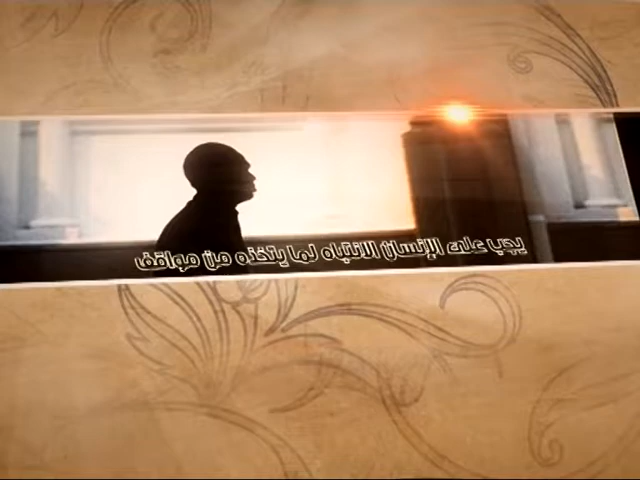 يجب على الإنسان الانتباه لما يتخذه من مواقف